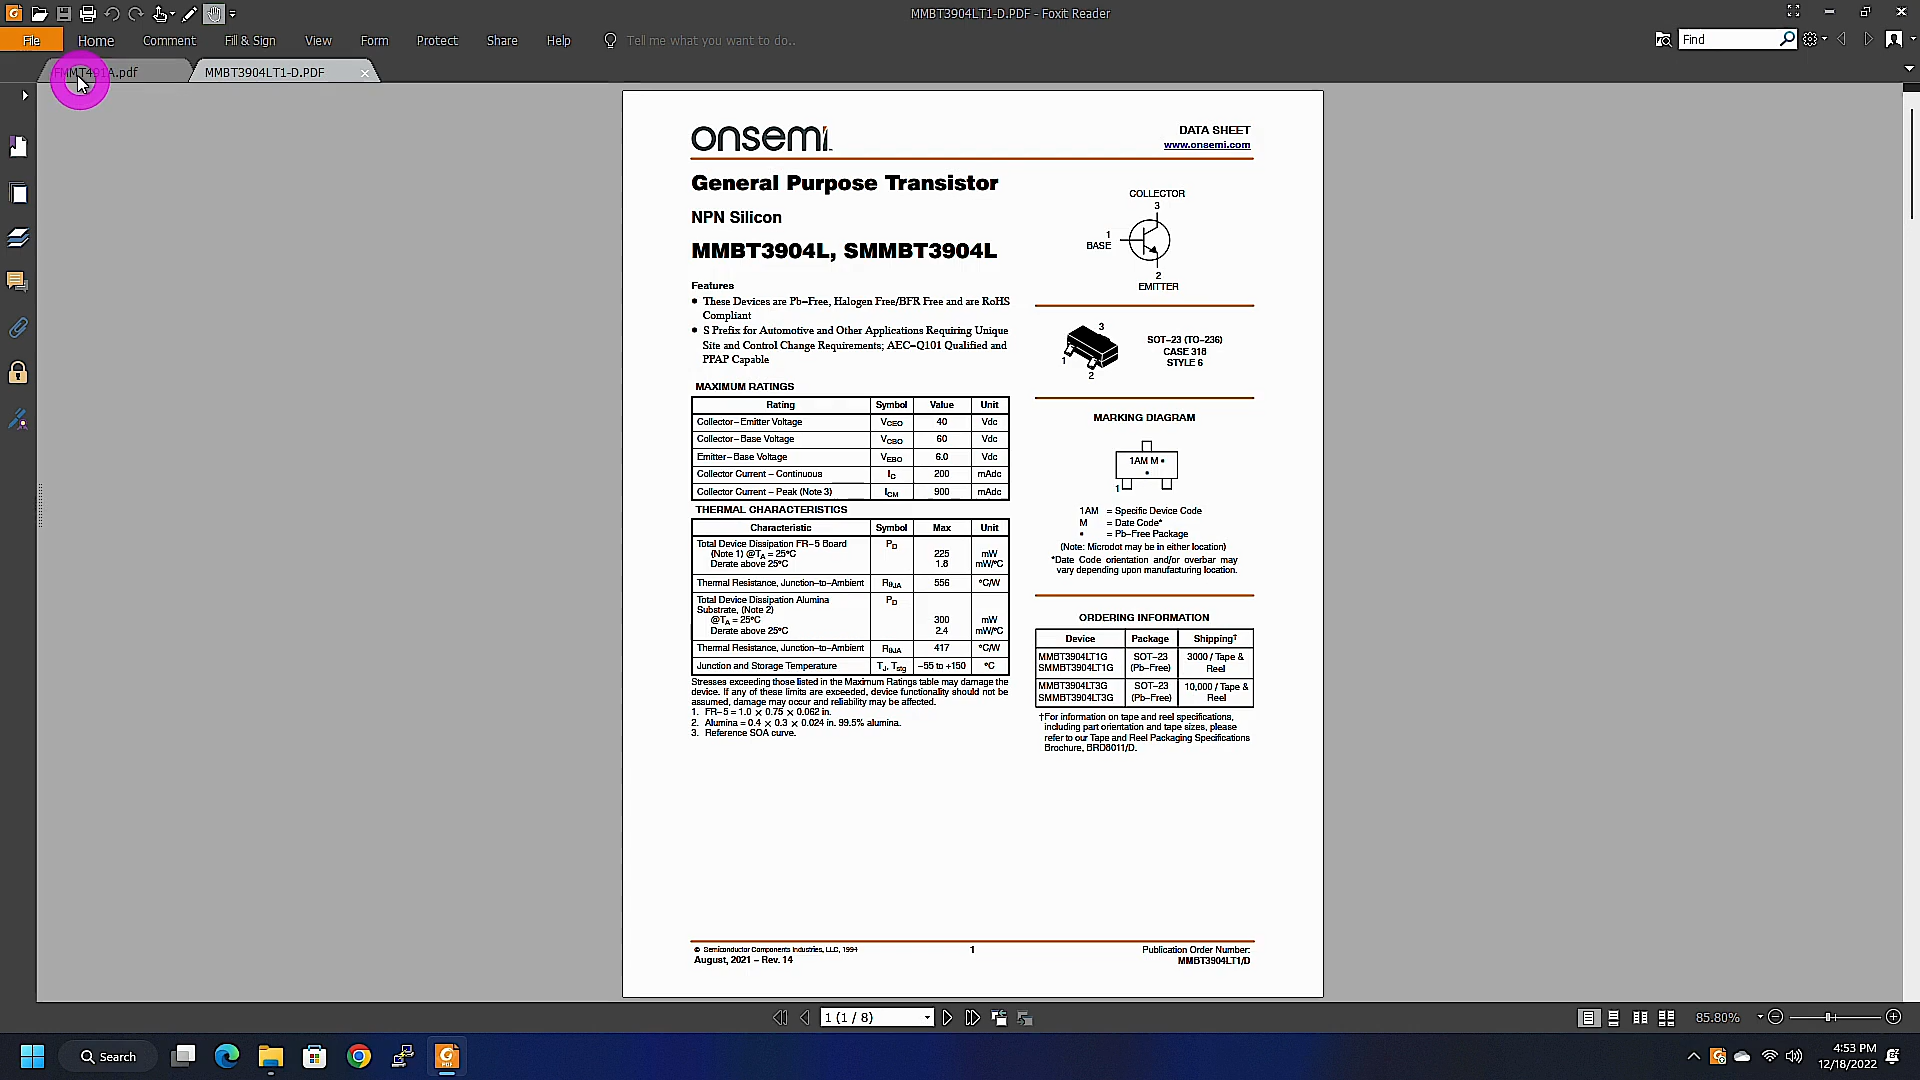 MMBT3904LT1-D.PDF - Foxit Reader
File Home Comment Fill & Sign View Form Protect Share Help Tell me what you want to do.. Find
FMMT491A.pdf MMBT3904LT1-D.PDF
onsemi
DATA SHEET
www.onsemi.com
General Purpose Transistor
NPN Silicon
MMBT3904L, SMMBT3904L
Features
• These Devices are Pb−Free, Halogen Free/BFR Free and are RoHS
Compliant
• S Prefix for Automotive and Other Applications Requiring Unique
Site and Control Change Requirements; AEC−Q101 Qualified and
PPAP Capable
MAXIMUM RATINGS
Rating Symbol Value Unit
Collector−Emitter Voltage VCEO 40 Vdc
Collector−Base Voltage VCBO 60 Vdc
Emitter−Base Voltage VEBO 6.0 Vdc
Collector Current − Continuous IC 200 mAdc
Collector Current − Peak (Note 3) ICM 900 mAdc
THERMAL CHARACTERISTICS
Characteristic Symbol Max Unit
Total Device Dissipation FR−5 Board PD
(Note 1) @TA = 25°C 225 mW
Derate above 25°C 1.8 mW/°C
Thermal Resistance, Junction−to−Ambient RθJA 556 °C/W
Total Device Dissipation Alumina PD
Substrate, (Note 2)
@TA = 25°C 300 mW
Derate above 25°C 2.4 mW/°C
Thermal Resistance, Junction−to−Ambient RθJA 417 °C/W
Junction and Storage Temperature TJ, Tstg −55 to +150 °C
Stresses exceeding those listed in the Maximum Ratings table may damage the
device. If any of these limits are exceeded, device functionality should not be
assumed, damage may occur and reliability may be affected.
1. FR−5 = 1.0 × 0.75 × 0.062 in.
2. Alumina = 0.4 × 0.3 × 0.024 in. 99.5% alumina.
3. Reference SOA curve.
COLLECTOR
3
1
BASE
2
EMITTER
3
1
2
SOT−23 (TO−236)
CASE 318
STYLE 6
MARKING DIAGRAM
1AM M •
•
1
1AM = Specific Device Code
M = Date Code*
• = Pb−Free Package
(Note: Microdot may be in either location)
*Date Code orientation and/or overbar may
vary depending upon manufacturing location.
ORDERING INFORMATION
Device Package Shipping†
MMBT3904LT1G SOT−23 3000 / Tape &
SMMBT3904LT1G (Pb−Free) Reel
MMBT3904LT3G SOT−23 10,000 / Tape &
SMMBT3904LT3G (Pb−Free) Reel
†For information on tape and reel specifications,
including part orientation and tape sizes, please
refer to our Tape and Reel Packaging Specifications
Brochure, BRD8011/D.
© Semiconductor Components Industries, LLC, 1994
August, 2021 − Rev. 14
1
Publication Order Number:
MMBT3904LT1/D
1 (1 / 8)
85.80%
Search
4:53 PM
12/18/2022